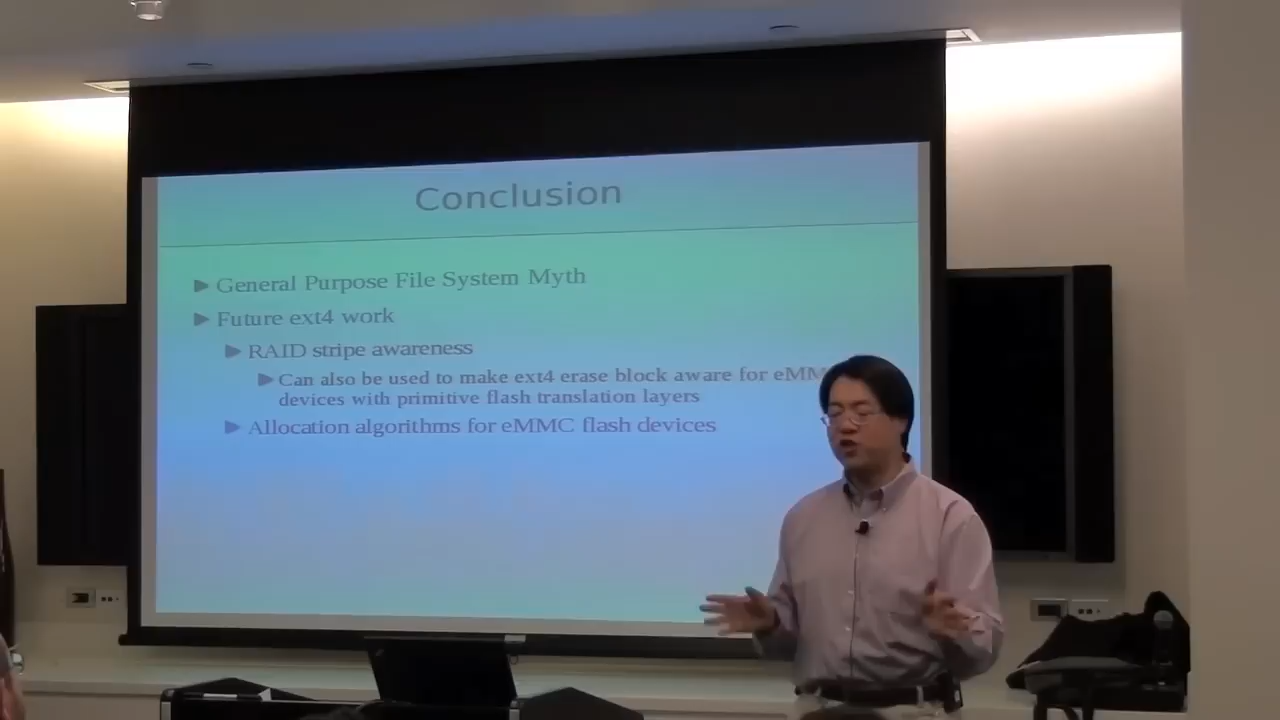 Conclusion
General Purpose File System Myth
Future ext4 work
RAID stripe awareness
Can also be used to make ext4 erase block aware for eMM
devices with primitive flash translation layers
Allocation algorithms for eMMC flash devices